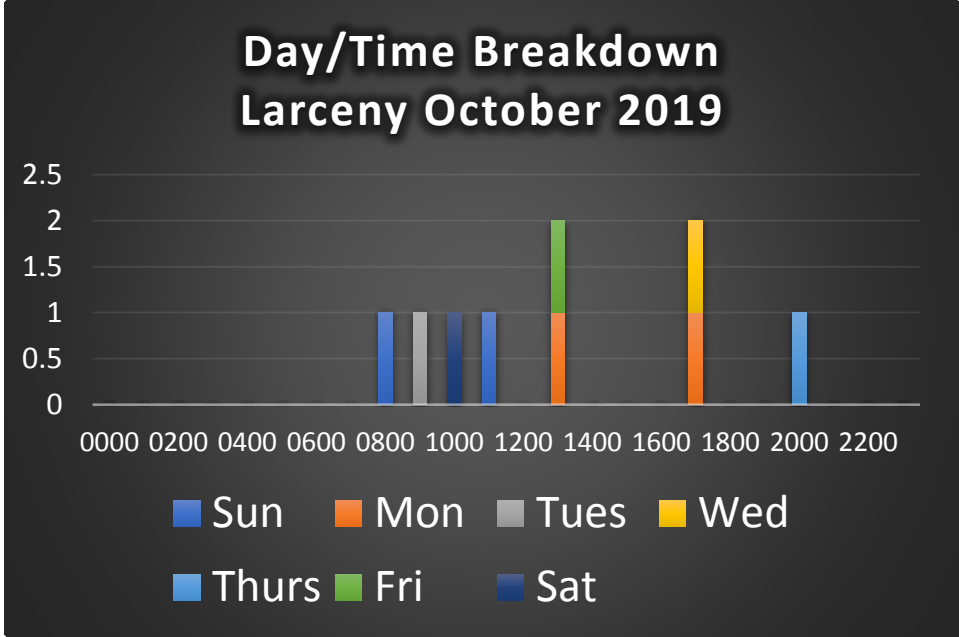 Day/Time Breakdown
Larceny October 2019
2.5
2
1.5
1
0.5
0
0000 0200 0400 0600 0800 1000 1200 1400 1600 1800 2000 2200
Sun Mon Tues Wed
Thurs Fri Sat